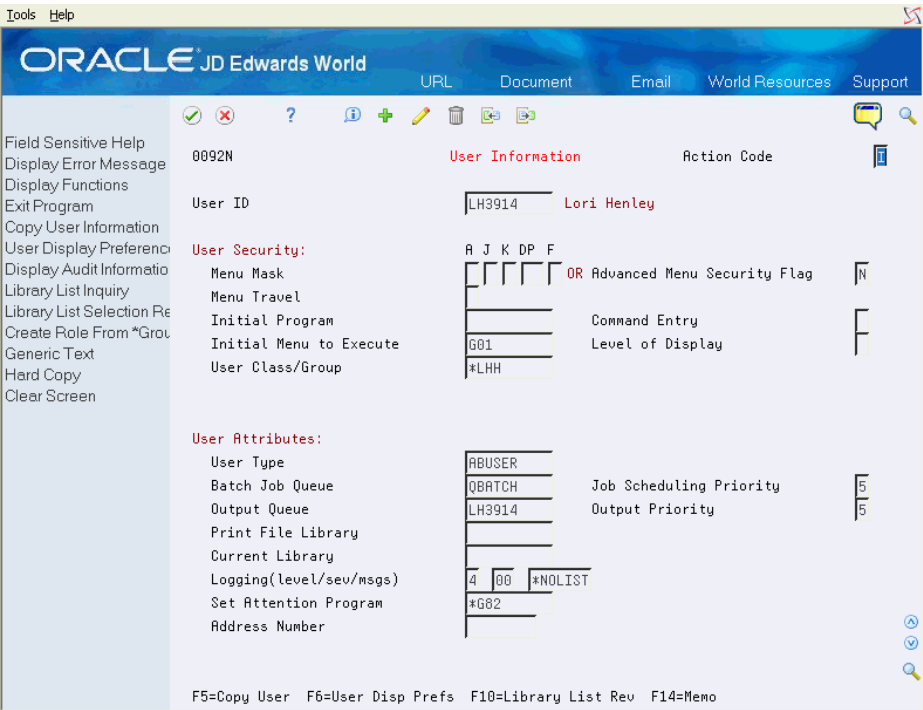 Tools Help
ORACLE JD Edwards World
URL Document Email World Resources Support
Field Sensitive Help
Display Error Message
Display Functions
Exit Program
Copy User Information
User Display Preferenc
Display Audit Informatio
Library List Inquiry
Library List Selection Re
Create Role From *Grou
Generic Text
Hard Copy
Clear Screen
0092N User Information Action Code I
User ID LH3914 Lori Henley
User Security: A J K DP F
Menu Mask OR Advanced Menu Security Flag N
Menu Travel
Initial Program Command Entry
Initial Menu to Execute G01 Level of Display
User Class/Group *LHH
User Attributes:
User Type ABUSER
Batch Job Queue QBATCH Job Scheduling Priority 5
Output Queue LH3914 Output Priority 5
Print File Library
Current Library
Logging(level/sev/msgs) 4 00 *NOLIST
Set Attention Program *G82
Address Number
F5=Copy User F6=User Disp Prefs F10=Library List Rev F14=Memo